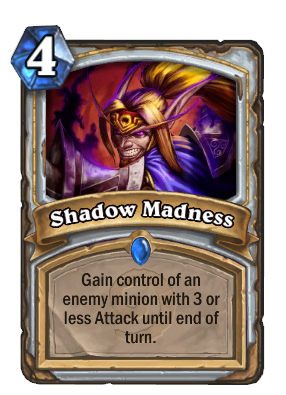 4
Shadow Madness
Gain control of an
enemy minion with 3 or
less Attack until end of
turn.